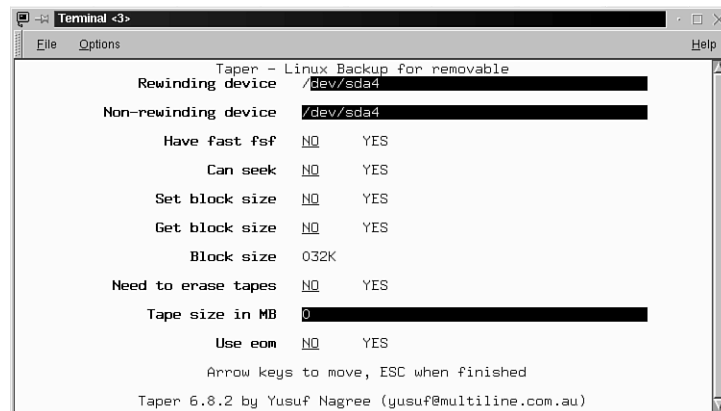 Terminal <3>
File Options Help
Taper - Linux Backup for removable
Rewinding device /dev/sda4
Non-rewinding device /dev/sda4
Have fast fsf NO YES
Can seek NO YES
Set block size NO YES
Get block size NO YES
Block size 032K
Need to erase tapes NO YES
Tape size in MB 0
Use eom NO YES
Arrow keys to move, ESC when finished
Taper 6.8.2 by Yusuf Nagree (yusuf@multiline.com.au)